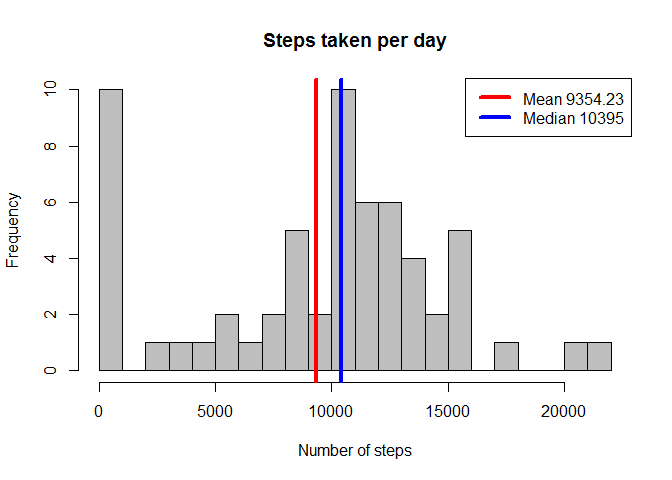 Steps taken per day
Mean 9354.23
Median 10395
Frequency
10
8
6
4
2
0
0 5000 10000 15000 20000
Number of steps